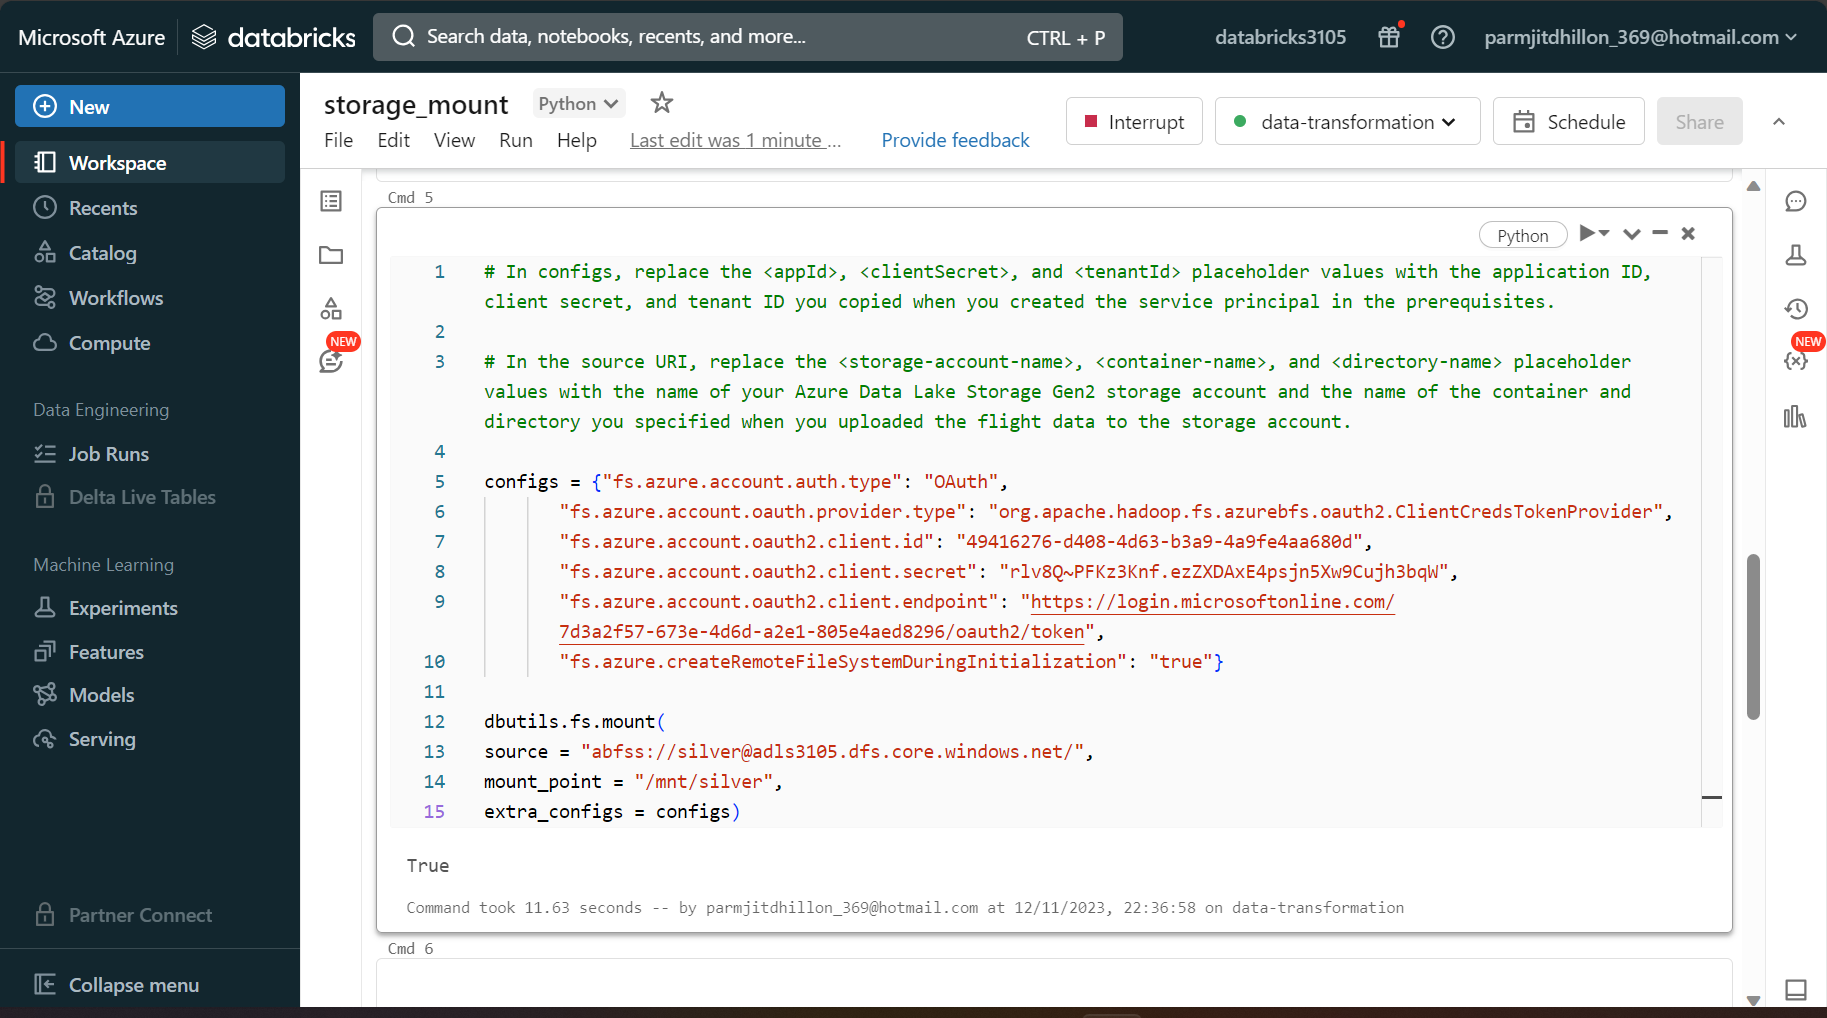 Microsoft Azure
databricks
Search data, notebooks, recents, and more...
CTRL + P
databricks3105
parmjitdhillon_369@hotmail.com
New
Workspace
Recents
Catalog
Workflows
Compute
Data Engineering
Job Runs
Delta Live Tables
Machine Learning
Experiments
Features
Models
Serving
Partner Connect
Collapse menu
storage_mount
Python
File Edit View Run Help Last edit was 1 minute ... Provide feedback
Interrupt
data-transformation
Schedule
Share
NEW
NEW
Cmd 5
Python
1 # In configs, replace the <appId>, <clientSecret>, and <tenantId> placeholder values with the application ID,
client secret, and tenant ID you copied when you created the service principal in the prerequisites.
2
3 # In the source URI, replace the <storage-account-name>, <container-name>, and <directory-name> placeholder
values with the name of your Azure Data Lake Storage Gen2 storage account and the name of the container and
directory you specified when you uploaded the flight data to the storage account.
4
5 configs = {"fs.azure.account.auth.type": "OAuth",
6 "fs.azure.account.oauth.provider.type": "org.apache.hadoop.fs.azurebfs.oauth2.ClientCredsTokenProvider",
7 "fs.azure.account.oauth2.client.id": "49416276-d408-4d63-b3a9-4a9fe4aa680d",
8 "fs.azure.account.oauth2.client.secret": "rlv8Q~PFKz3Knf.ezZXDAxE4psjn5Xw9Cujh3bqW",
9 "fs.azure.account.oauth2.client.endpoint": "https://login.microsoftonline.com/
7d3a2f57-673e-4d6d-a2e1-805e4aed8296/oauth2/token",
10 "fs.azure.createRemoteFileSystemDuringInitialization": "true"}
11
12 dbutils.fs.mount(
13 source = "abfss://silver@adls3105.dfs.core.windows.net/",
14 mount_point = "/mnt/silver",
15 extra_configs = configs)
True
Command took 11.63 seconds -- by parmjitdhillon_369@hotmail.com at 12/11/2023, 22:36:58 on data-transformation
Cmd 6